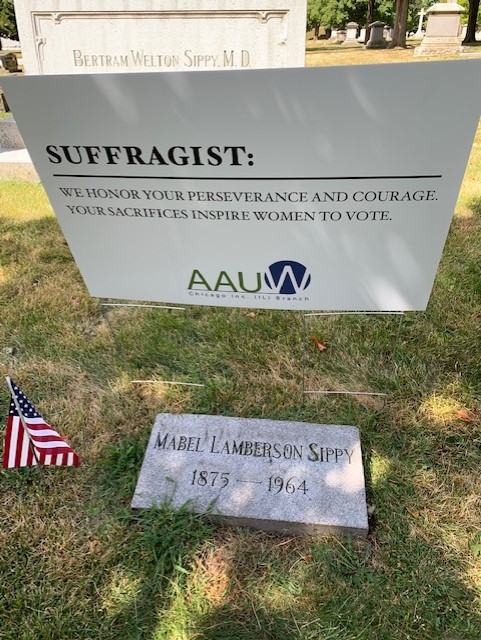 BERTRAM WELTON SIPPY, M.D.
SUFFRAGIST:
WE HONOR YOUR PERSEVERANCE AND COURAGE.
YOUR SACRIFICES INSPIRE WOMEN TO VOTE.
AAUW
Chicago Inc. (IL) Branch
MABEL LAMBERSON SIPPY
1875 — 1964